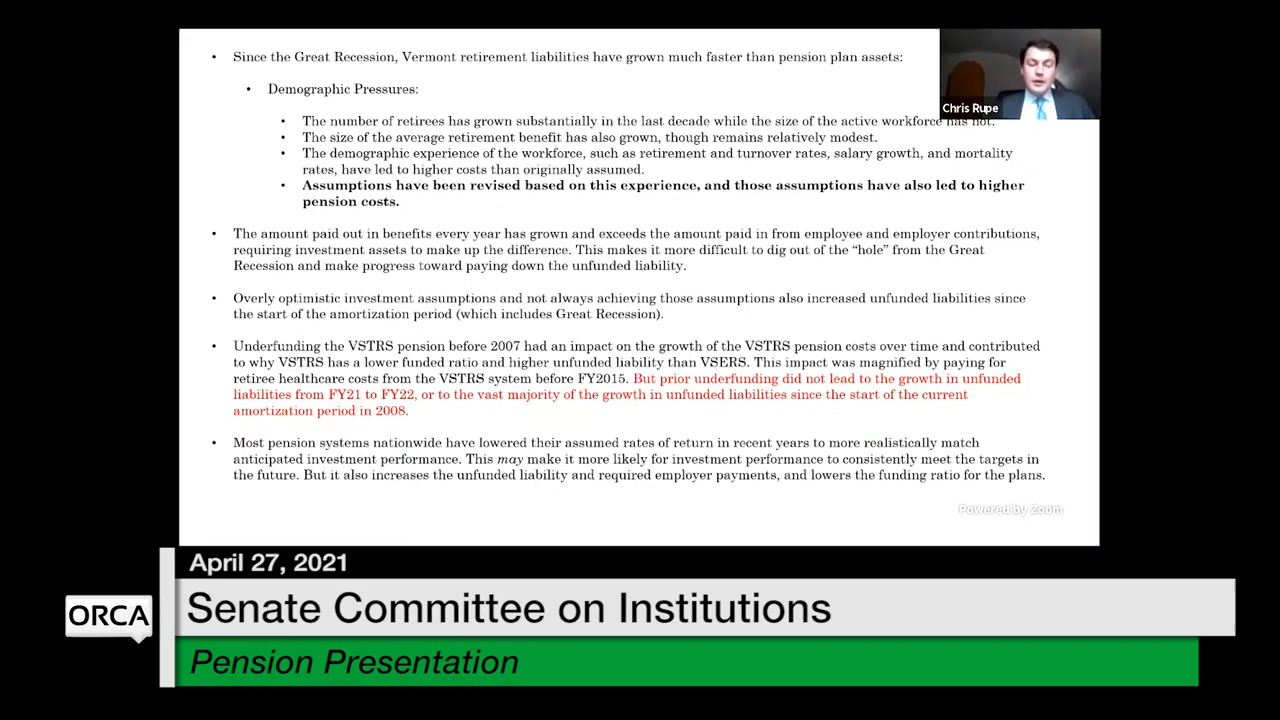 • Since the Great Recession, Vermont retirement liabilities have grown much faster than pension plan assets:
• Demographic Pressures:
Chris Rupe
• The number of retirees has grown substantially in the last decade while the size of the active workforce has not.
• The size of the average retirement benefit has also grown, though remains relatively modest.
• The demographic experience of the workforce, such as retirement and turnover rates, salary growth, and mortality
rates, have led to higher costs than originally assumed.
• Assumptions have been revised based on this experience, and those assumptions have also led to higher
pension costs.
• The amount paid out in benefits every year has grown and exceeds the amount paid in from employee and employer contributions,
requiring investment assets to make up the difference. This makes it more difficult to dig out of the “hole” from the Great
Recession and make progress toward paying down the unfunded liability.
• Overly optimistic investment assumptions and not always achieving those assumptions also increased unfunded liabilities since
the start of the amortization period (which includes Great Recession).
• Underfunding the VSTRS pension before 2007 had an impact on the growth of the VSTRS pension costs over time and contributed
to why VSTRS has a lower funded ratio and higher unfunded liability than VSERS. This impact was magnified by paying for
retiree healthcare costs from the VSTRS system before FY2015. But prior underfunding did not lead to the growth in unfunded
liabilities from FY21 to FY22, or to the vast majority of the growth in unfunded liabilities since the start of the current
amortization period in 2008.
• Most pension systems nationwide have lowered their assumed rates of return in recent years to more realistically match
anticipated investment performance. This may make it more likely for investment performance to consistently meet the targets in
the future. But it also increases the unfunded liability and required employer payments, and lowers the funding ratio for the plans.
Powered by Zoom
April 27, 2021
ORCA
Senate Committee on Institutions
Pension Presentation